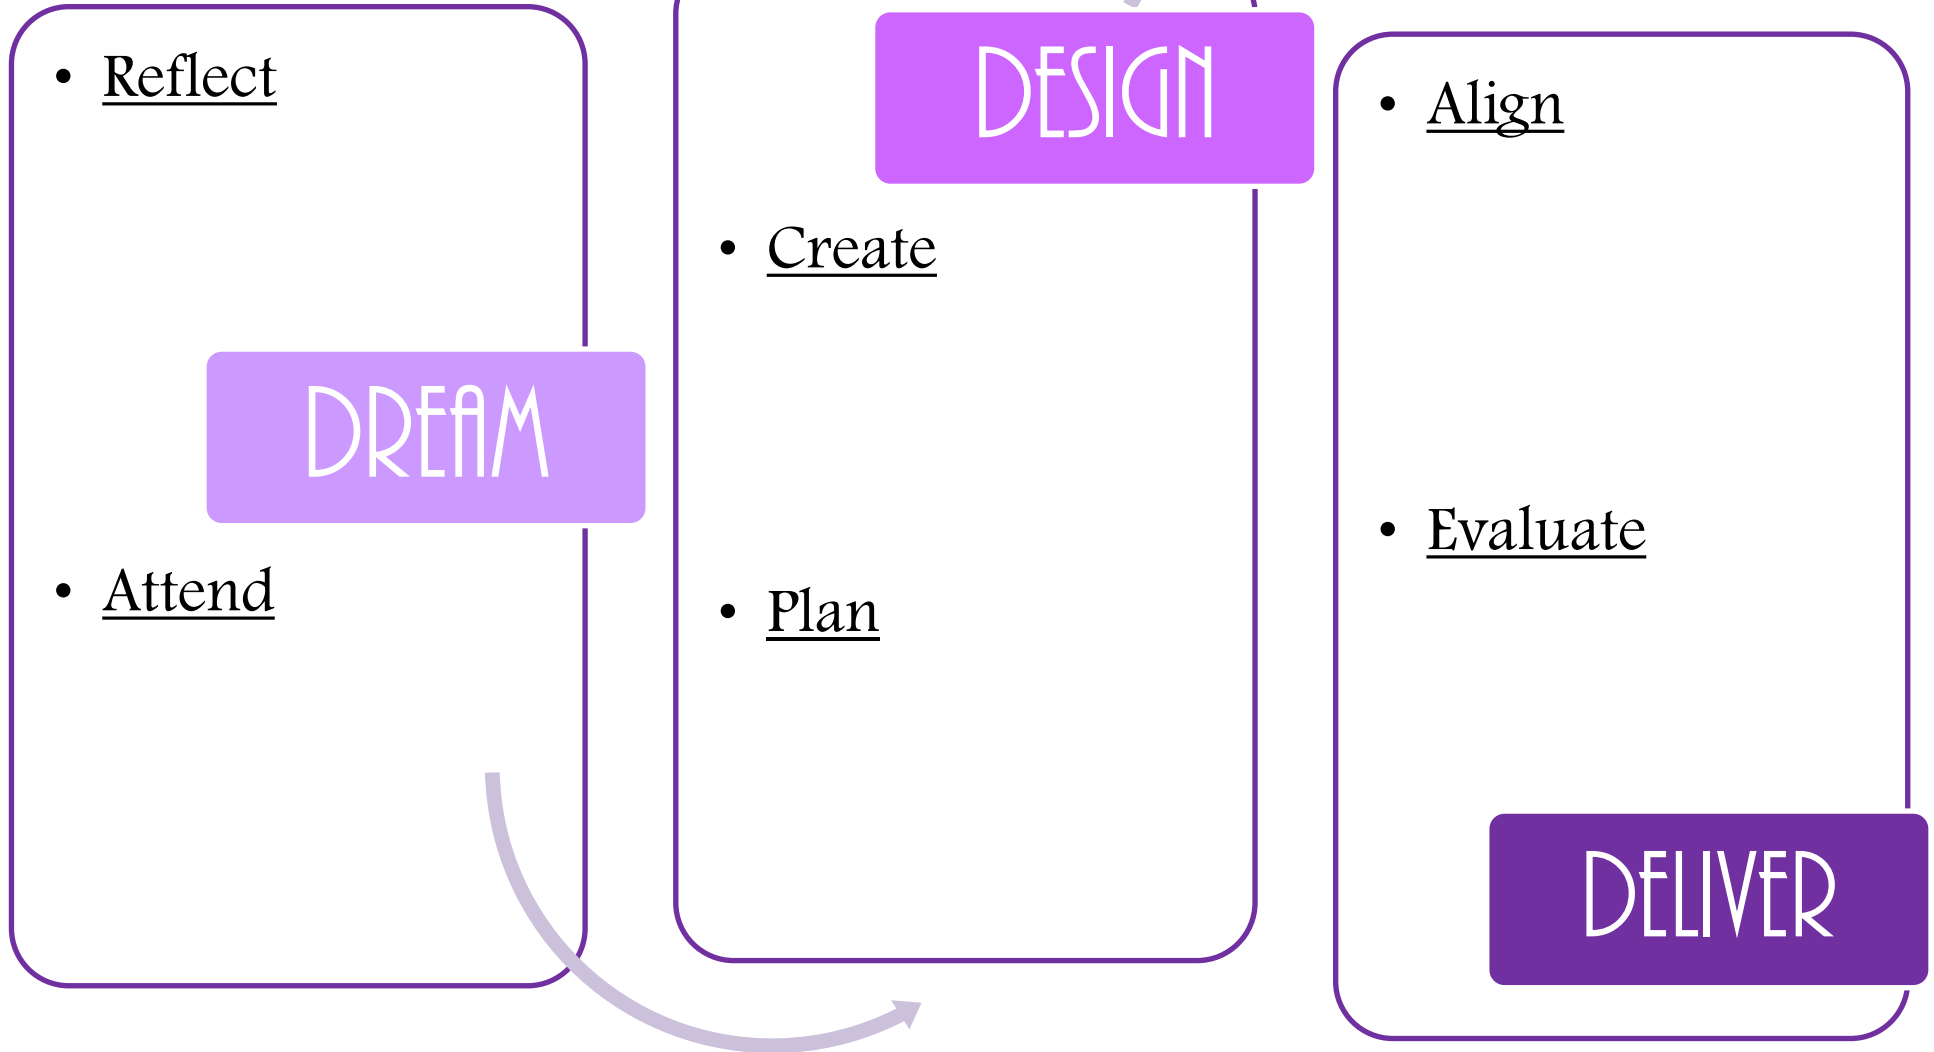 • Reflect
DREAM
• Attend
DESIGN
• Create
• Plan
• Align
• Evaluate
DELIVER